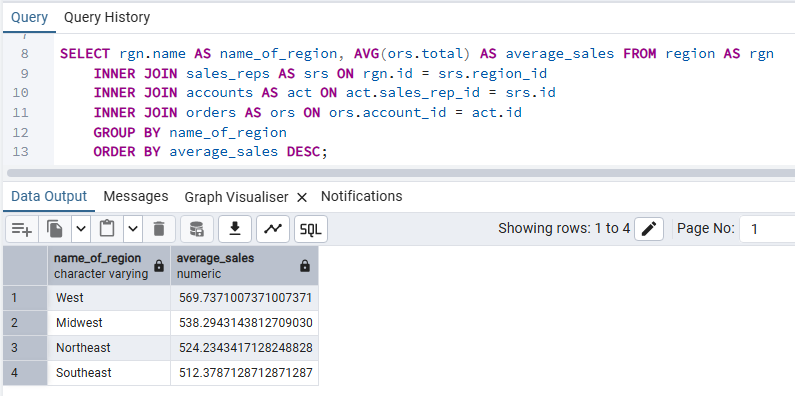 Query Query History
8 SELECT rgn.name AS name_of_region, AVG(ors.total) AS average_sales FROM region AS rgn
9 INNER JOIN sales_reps AS srs ON rgn.id = srs.region_id
10 INNER JOIN accounts AS act ON act.sales_rep_id = srs.id
11 INNER JOIN orders AS ors ON ors.account_id = act.id
12 GROUP BY name_of_region
13 ORDER BY average_sales DESC;
Data Output Messages Graph Visualiser × Notifications
SQL Showing rows: 1 to 4 Page No: 1
name_of_region average_sales
character varying numeric
1 West 569.7371007371007371
2 Midwest 538.2943143812709030
3 Northeast 524.2343417128248828
4 Southeast 512.3787128712871287